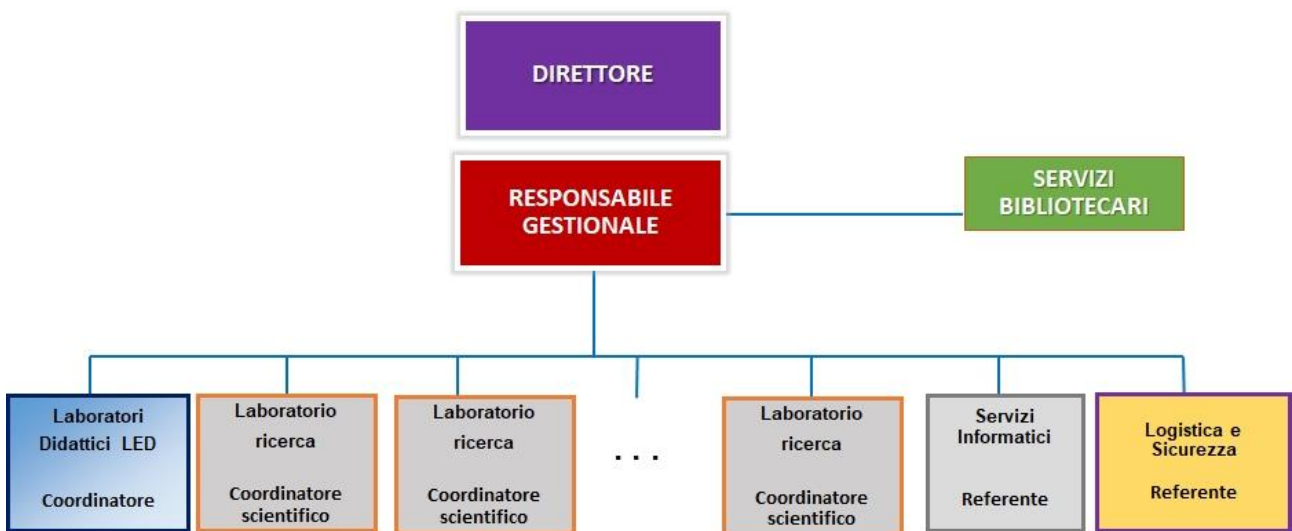 DIRETTORE
RESPONSABILE
GESTIONALE
SERVIZI
BIBLIOTECARI
Laboratori
Didattici LED
Coordinatore
Laboratorio
ricerca
Coordinatore
scientifico
Laboratorio
ricerca
Coordinatore
scientifico
...
Laboratorio
ricerca
Coordinatore
scientifico
Servizi
Informatici
Referente
Logistica e
Sicurezza
Referente